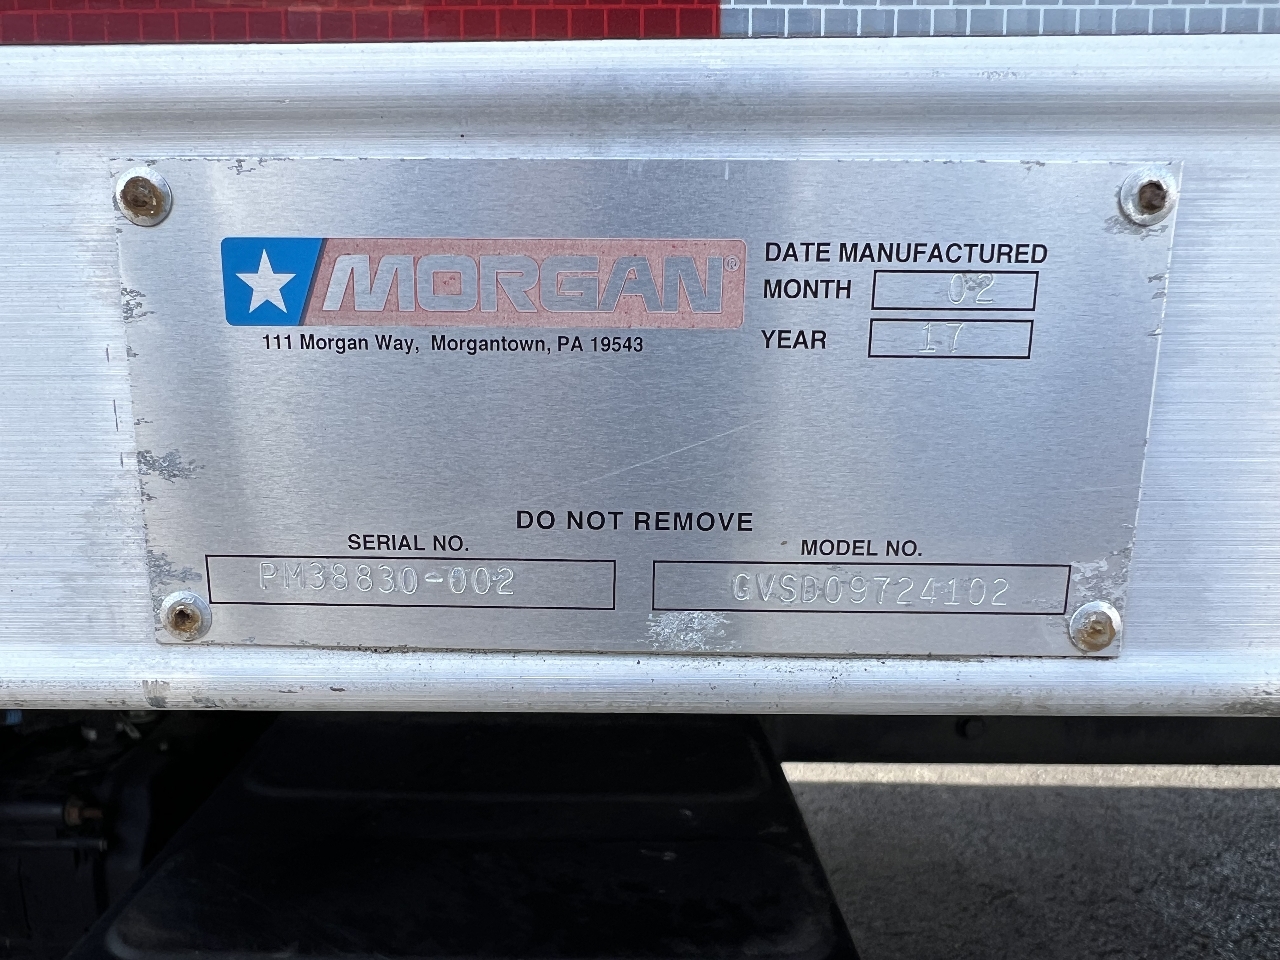 MORGAN®
111 Morgan Way, Morgantown, PA 19543
DATE MANUFACTURED
MONTH 02
YEAR 17
DO NOT REMOVE
SERIAL NO.
PM38830-002
MODEL NO.
GVSD09724102